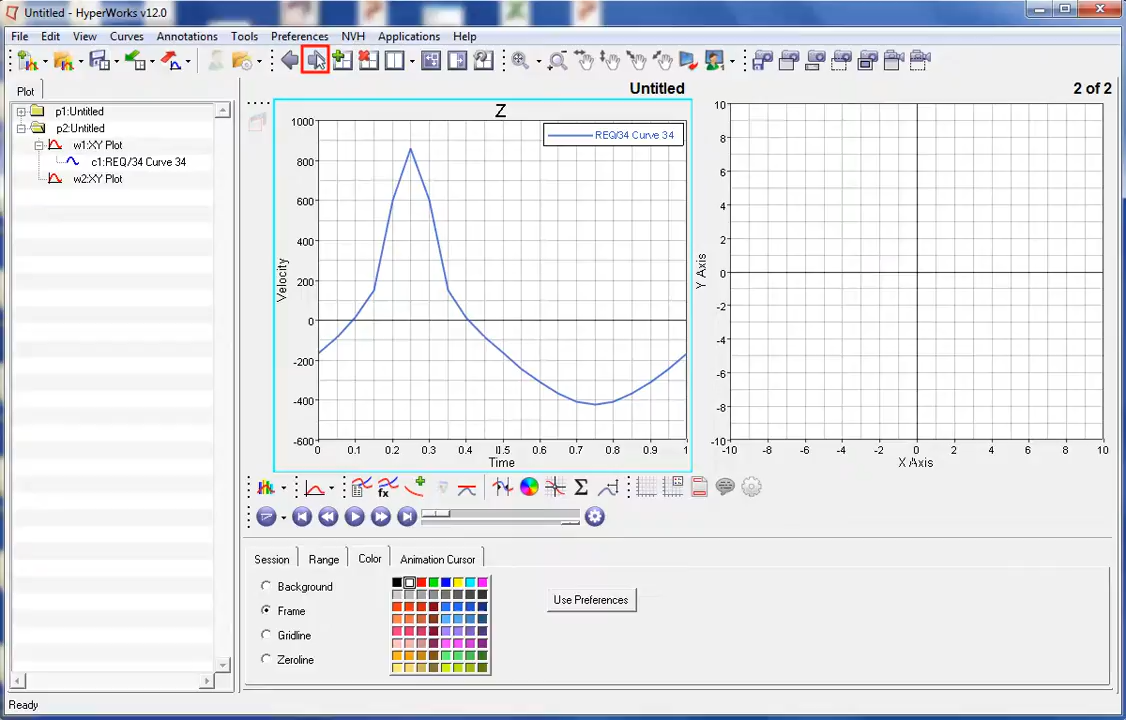 Untitled - HyperWorks v12.0
File Edit View Curves Annotations Tools Preferences NVH Applications Help
Plot
p1:Untitled
p2:Untitled
w1:XY Plot
c1:REQ/34 Curve 34
w2:XY Plot
Untitled
2 of 2
Z
REQ/34 Curve 34
1000
800
600
400
200
0
-200
-400
-600
Velocity
0 0.1 0.2 0.3 0.4 0.5 0.6 0.7 0.8 0.9 1
Time
10
8
6
4
2
0
-2
-4
-6
-8
-10
Y Axis
-10 -8 -6 -4 -2 0 2 4 6 8 10
X Axis
fx
Σ
Session Range Color Animation Cursor
Background
Frame
Gridline
Zeroline
Use Preferences
Ready